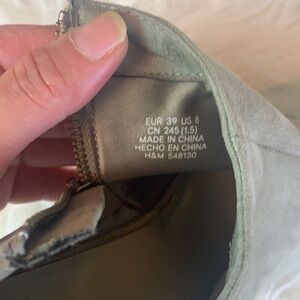 EUR 39 US 8
CN 245 (1.5)
MADE IN CHINA
HECHO EN CHINA
H&M 548130